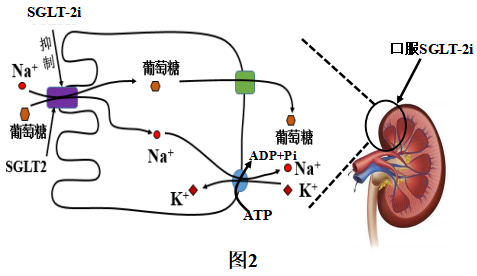 SGLT-2i
抑制
Na⁺
葡萄糖
SGLT2
葡萄糖
Na⁺
葡萄糖
ADP+Pi
Na⁺
K⁺
K⁺
ATP
口服SGLT-2i
图2